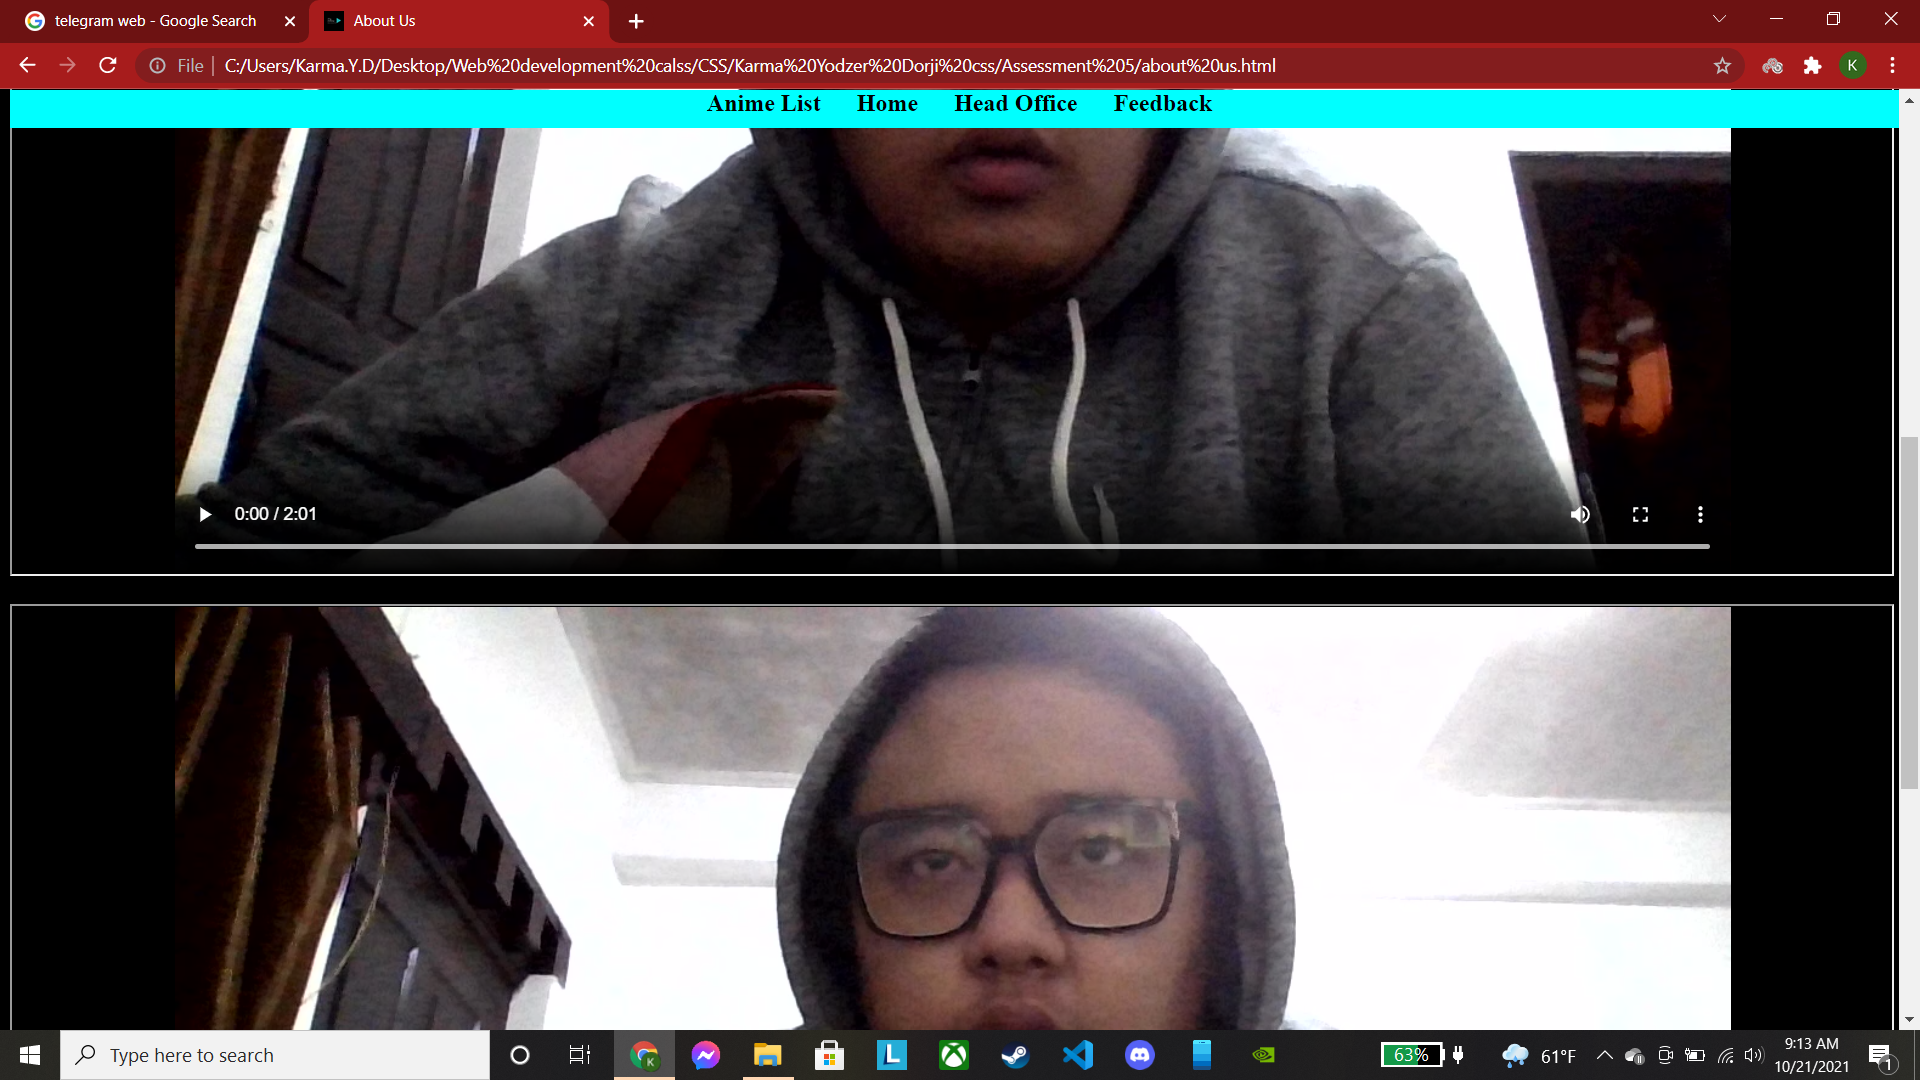 telegram web - Google Search
About Us
File
C:/Users/Karma.Y.D/Desktop/Web%20development%20calss/CSS/Karma%20Yodzer%20Dorji%20css/Assessment%205/about%20us.html
K
Anime List Home Head Office Feedback
0:00 / 2:01
Type here to search
K
L
63%
61°F
9:13 AM
10/21/2021
1